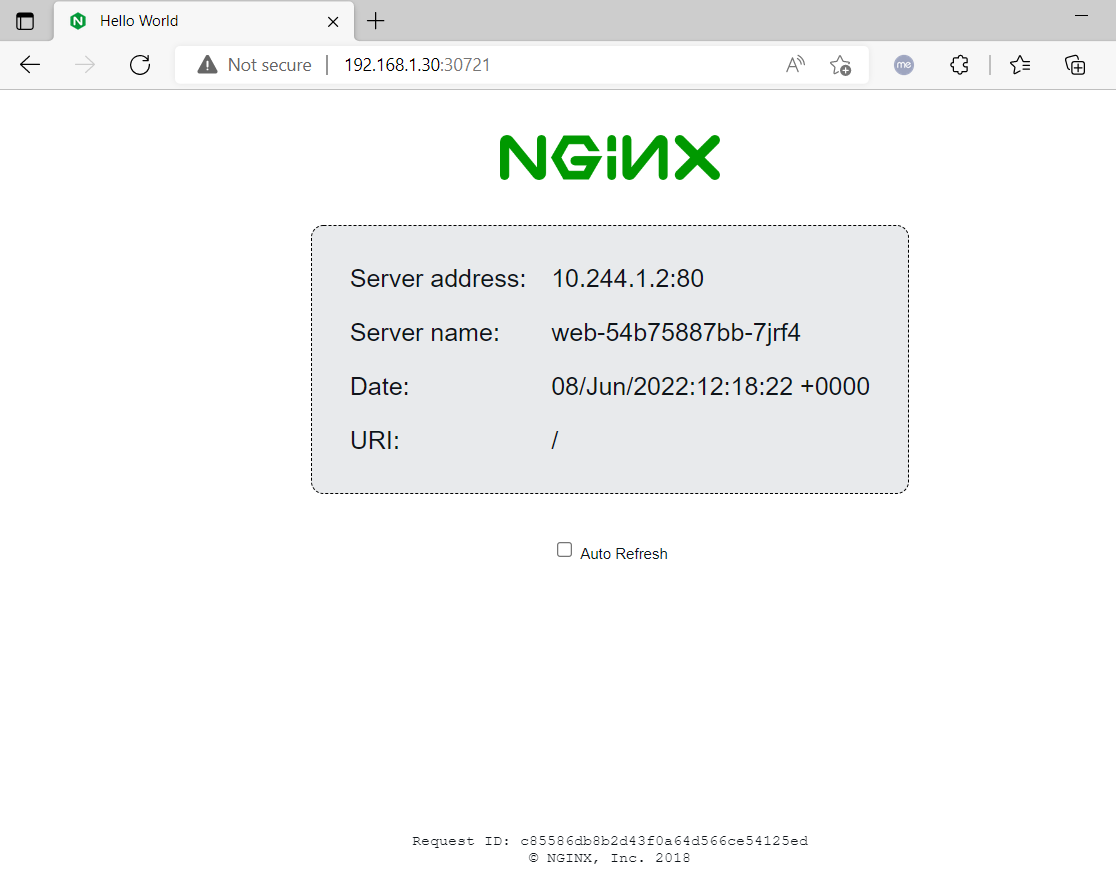 Hello World
Not secure | 192.168.1.30:30721
me
NGINX
Server address: 10.244.1.2:80
Server name: web-54b75887bb-7jrf4
Date: 08/Jun/2022:12:18:22 +0000
URI: /
Auto Refresh
Request ID: c85586db8b2d43f0a64d566ce54125ed
© NGINX, Inc. 2018